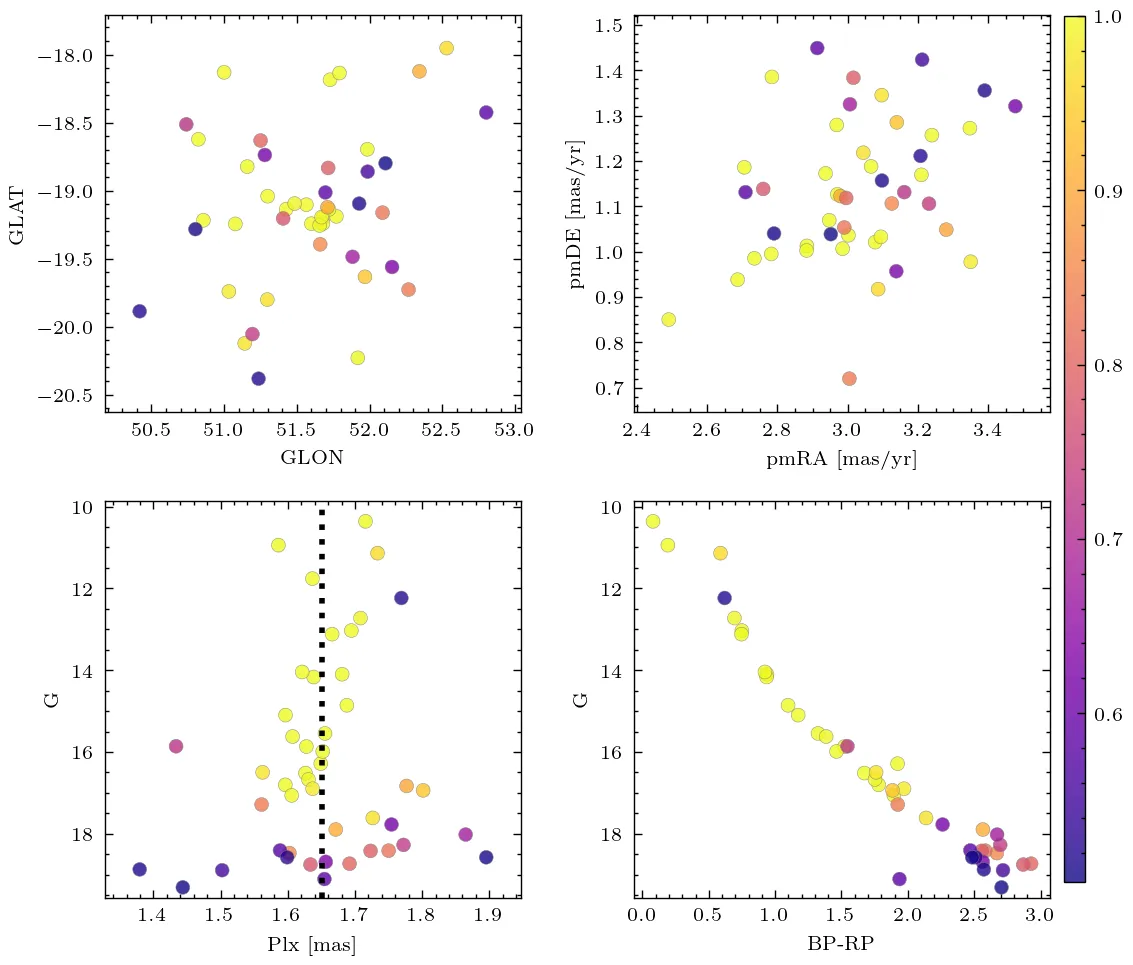 −18.0
−18.5
−19.0
−19.5
−20.0
−20.5
GLAT
50.5 51.0 51.5 52.0 52.5 53.0
GLON
1.5
1.4
1.3
1.2
1.1
1.0
0.9
0.8
0.7
pmDE [mas/yr]
2.4 2.6 2.8 3.0 3.2 3.4
pmRA [mas/yr]
1.0
0.9
0.8
0.7
0.6
10
12
14
16
18
G
1.4 1.5 1.6 1.7 1.8 1.9
Plx [mas]
10
12
14
16
18
G
0.0 0.5 1.0 1.5 2.0 2.5 3.0
BP-RP